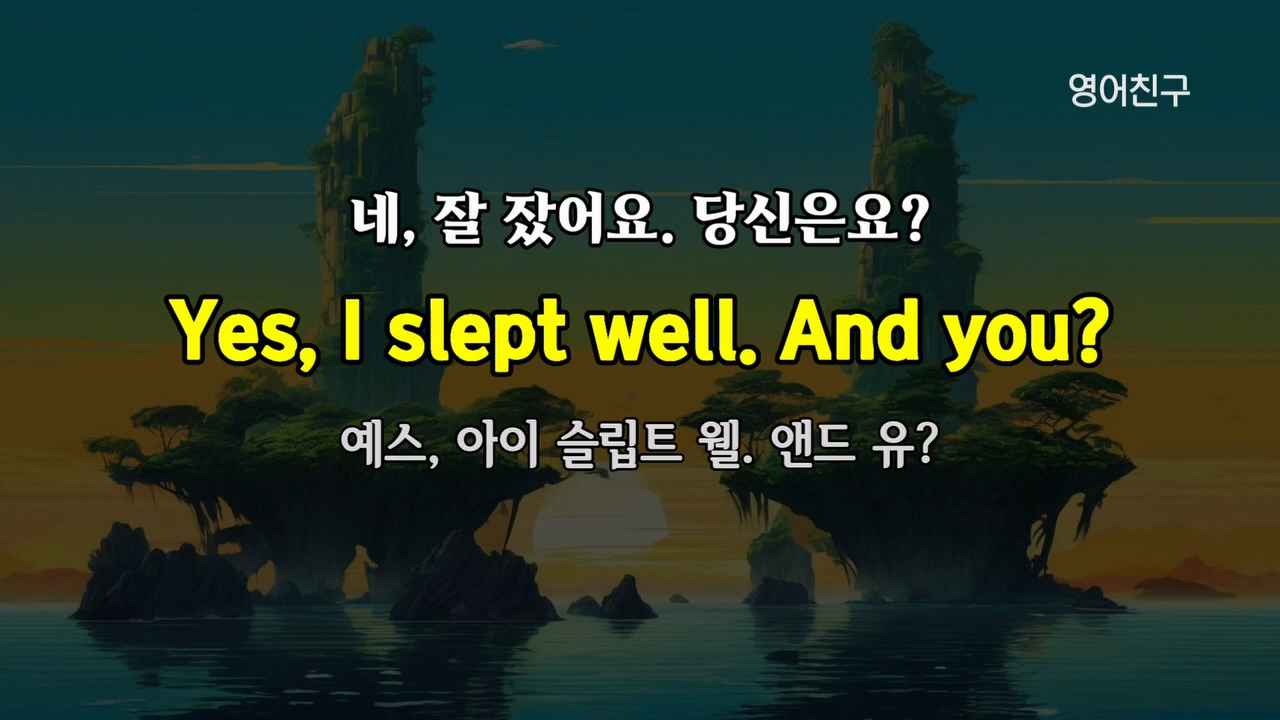 영어친구
네, 잘 잤어요. 당신은요?
Yes, I slept well. And you?
예스, 아이 슬립트 웰. 앤드 유?